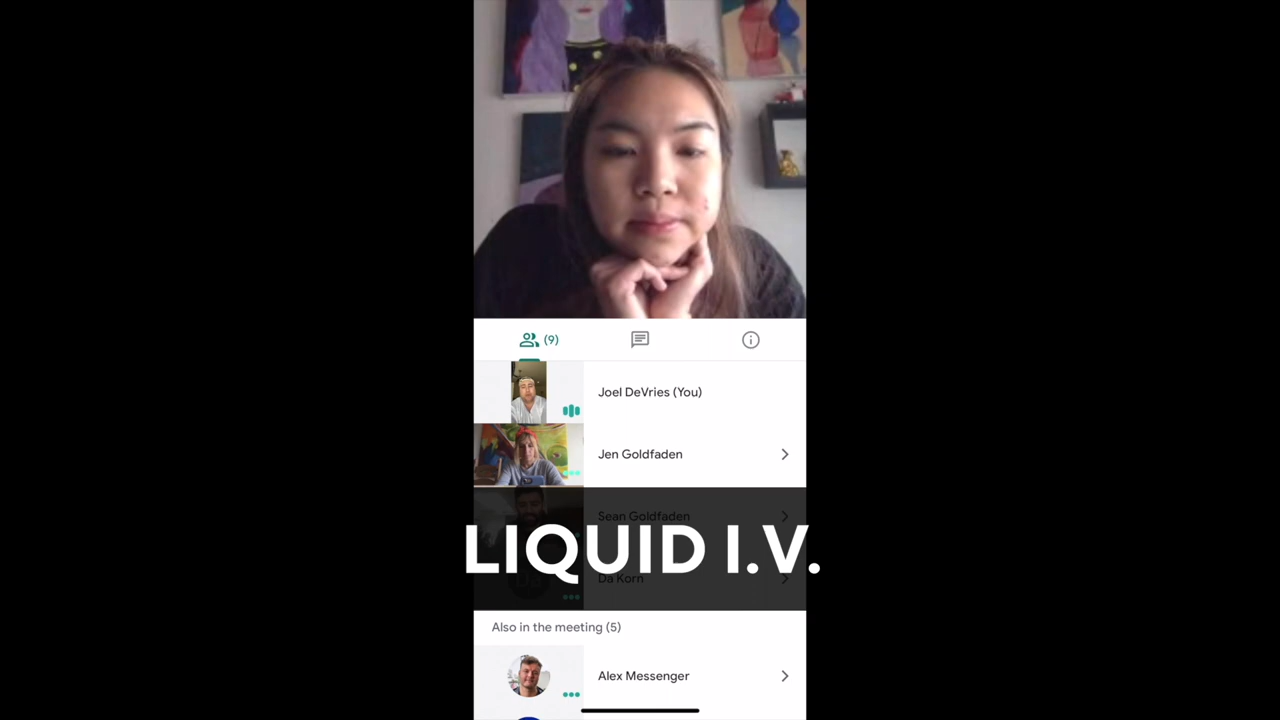 (9)
Joel DeVries (You)
Jen Goldfaden
Sean Goldfaden
LIQUID I.V.
Da Korn
Also in the meeting (5)
Alex Messenger